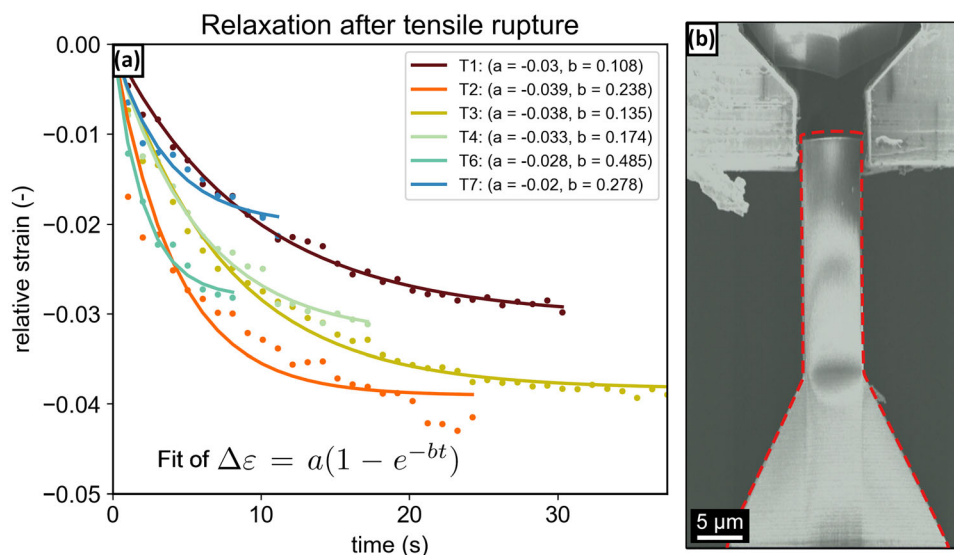 Relaxation after tensile rupture
(a)
0.00
−0.01
−0.02
−0.03
−0.04
−0.05
relative strain (-)
T1: (a = -0.03, b = 0.108)
T2: (a = -0.039, b = 0.238)
T3: (a = -0.038, b = 0.135)
T4: (a = -0.033, b = 0.174)
T6: (a = -0.028, b = 0.485)
T7: (a = -0.02, b = 0.278)
Fit of Δε = a(1 − e^{−bt})
0 10 20 30
time (s)
(b)
5 µm